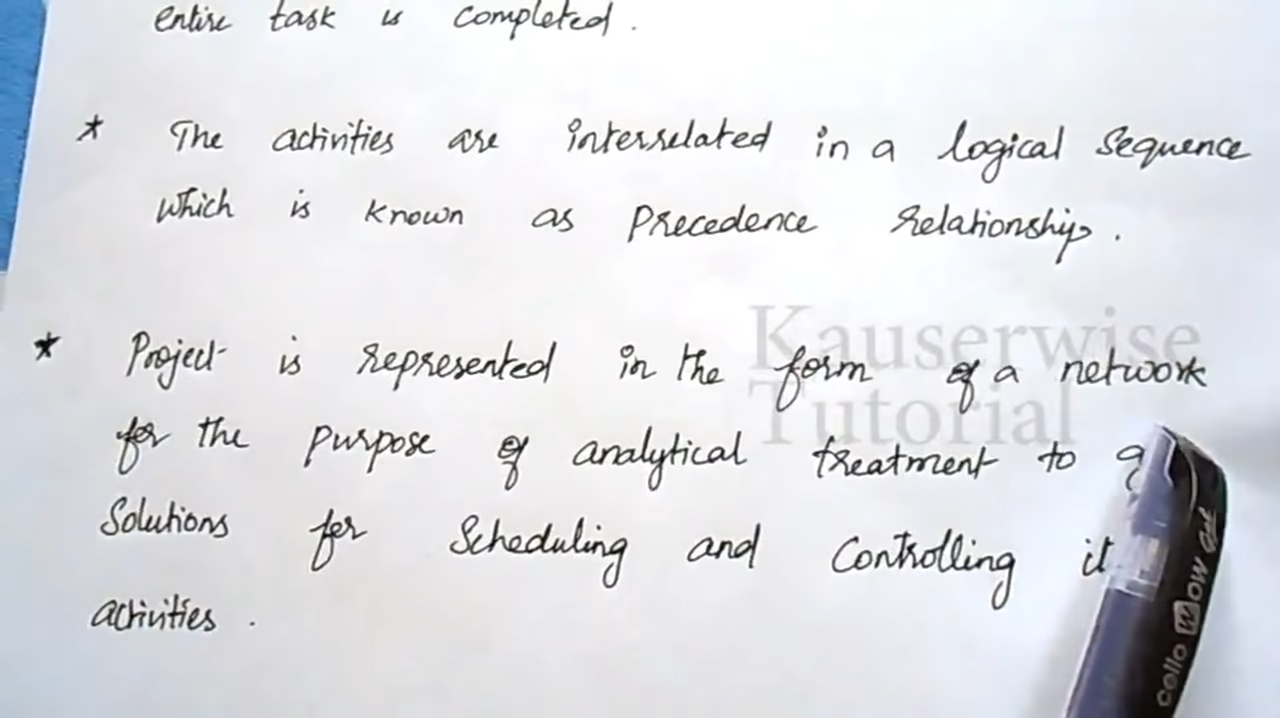 entire task is completed.
* The activities are interrelated in a logical sequence
which is known as Precedence relationship.
Kauserwise
Tutorial
* Project is represented in the form of a network
for the purpose of analytical treatment to
Solutions for Scheduling and Controlling
activities.
cello Wow gel